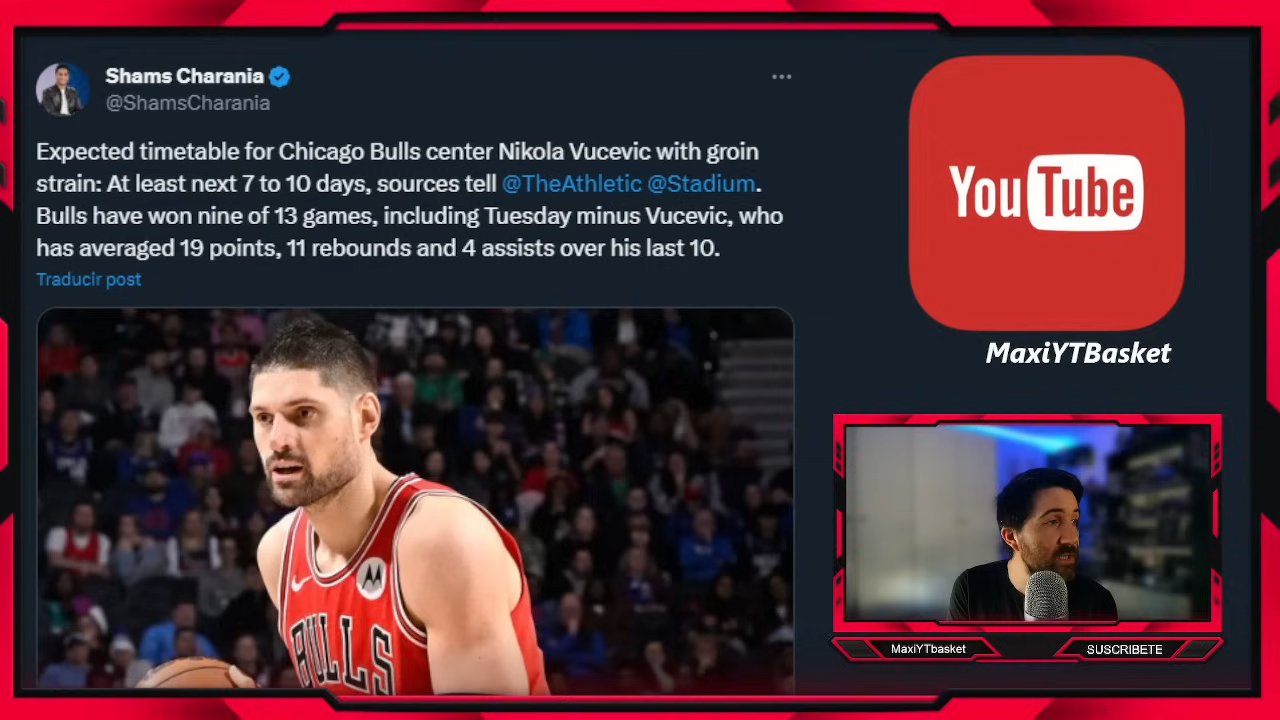 Shams Charania
@ShamsCharania
Expected timetable for Chicago Bulls center Nikola Vucevic with groin
strain: At least next 7 to 10 days, sources tell @TheAthletic @Stadium.
Bulls have won nine of 13 games, including Tuesday minus Vucevic, who
has averaged 19 points, 11 rebounds and 4 assists over his last 10.
Traducir post
BULLS
YouTube
MaxiYTBasket
MaxiYTbasket
SUSCRIBETE